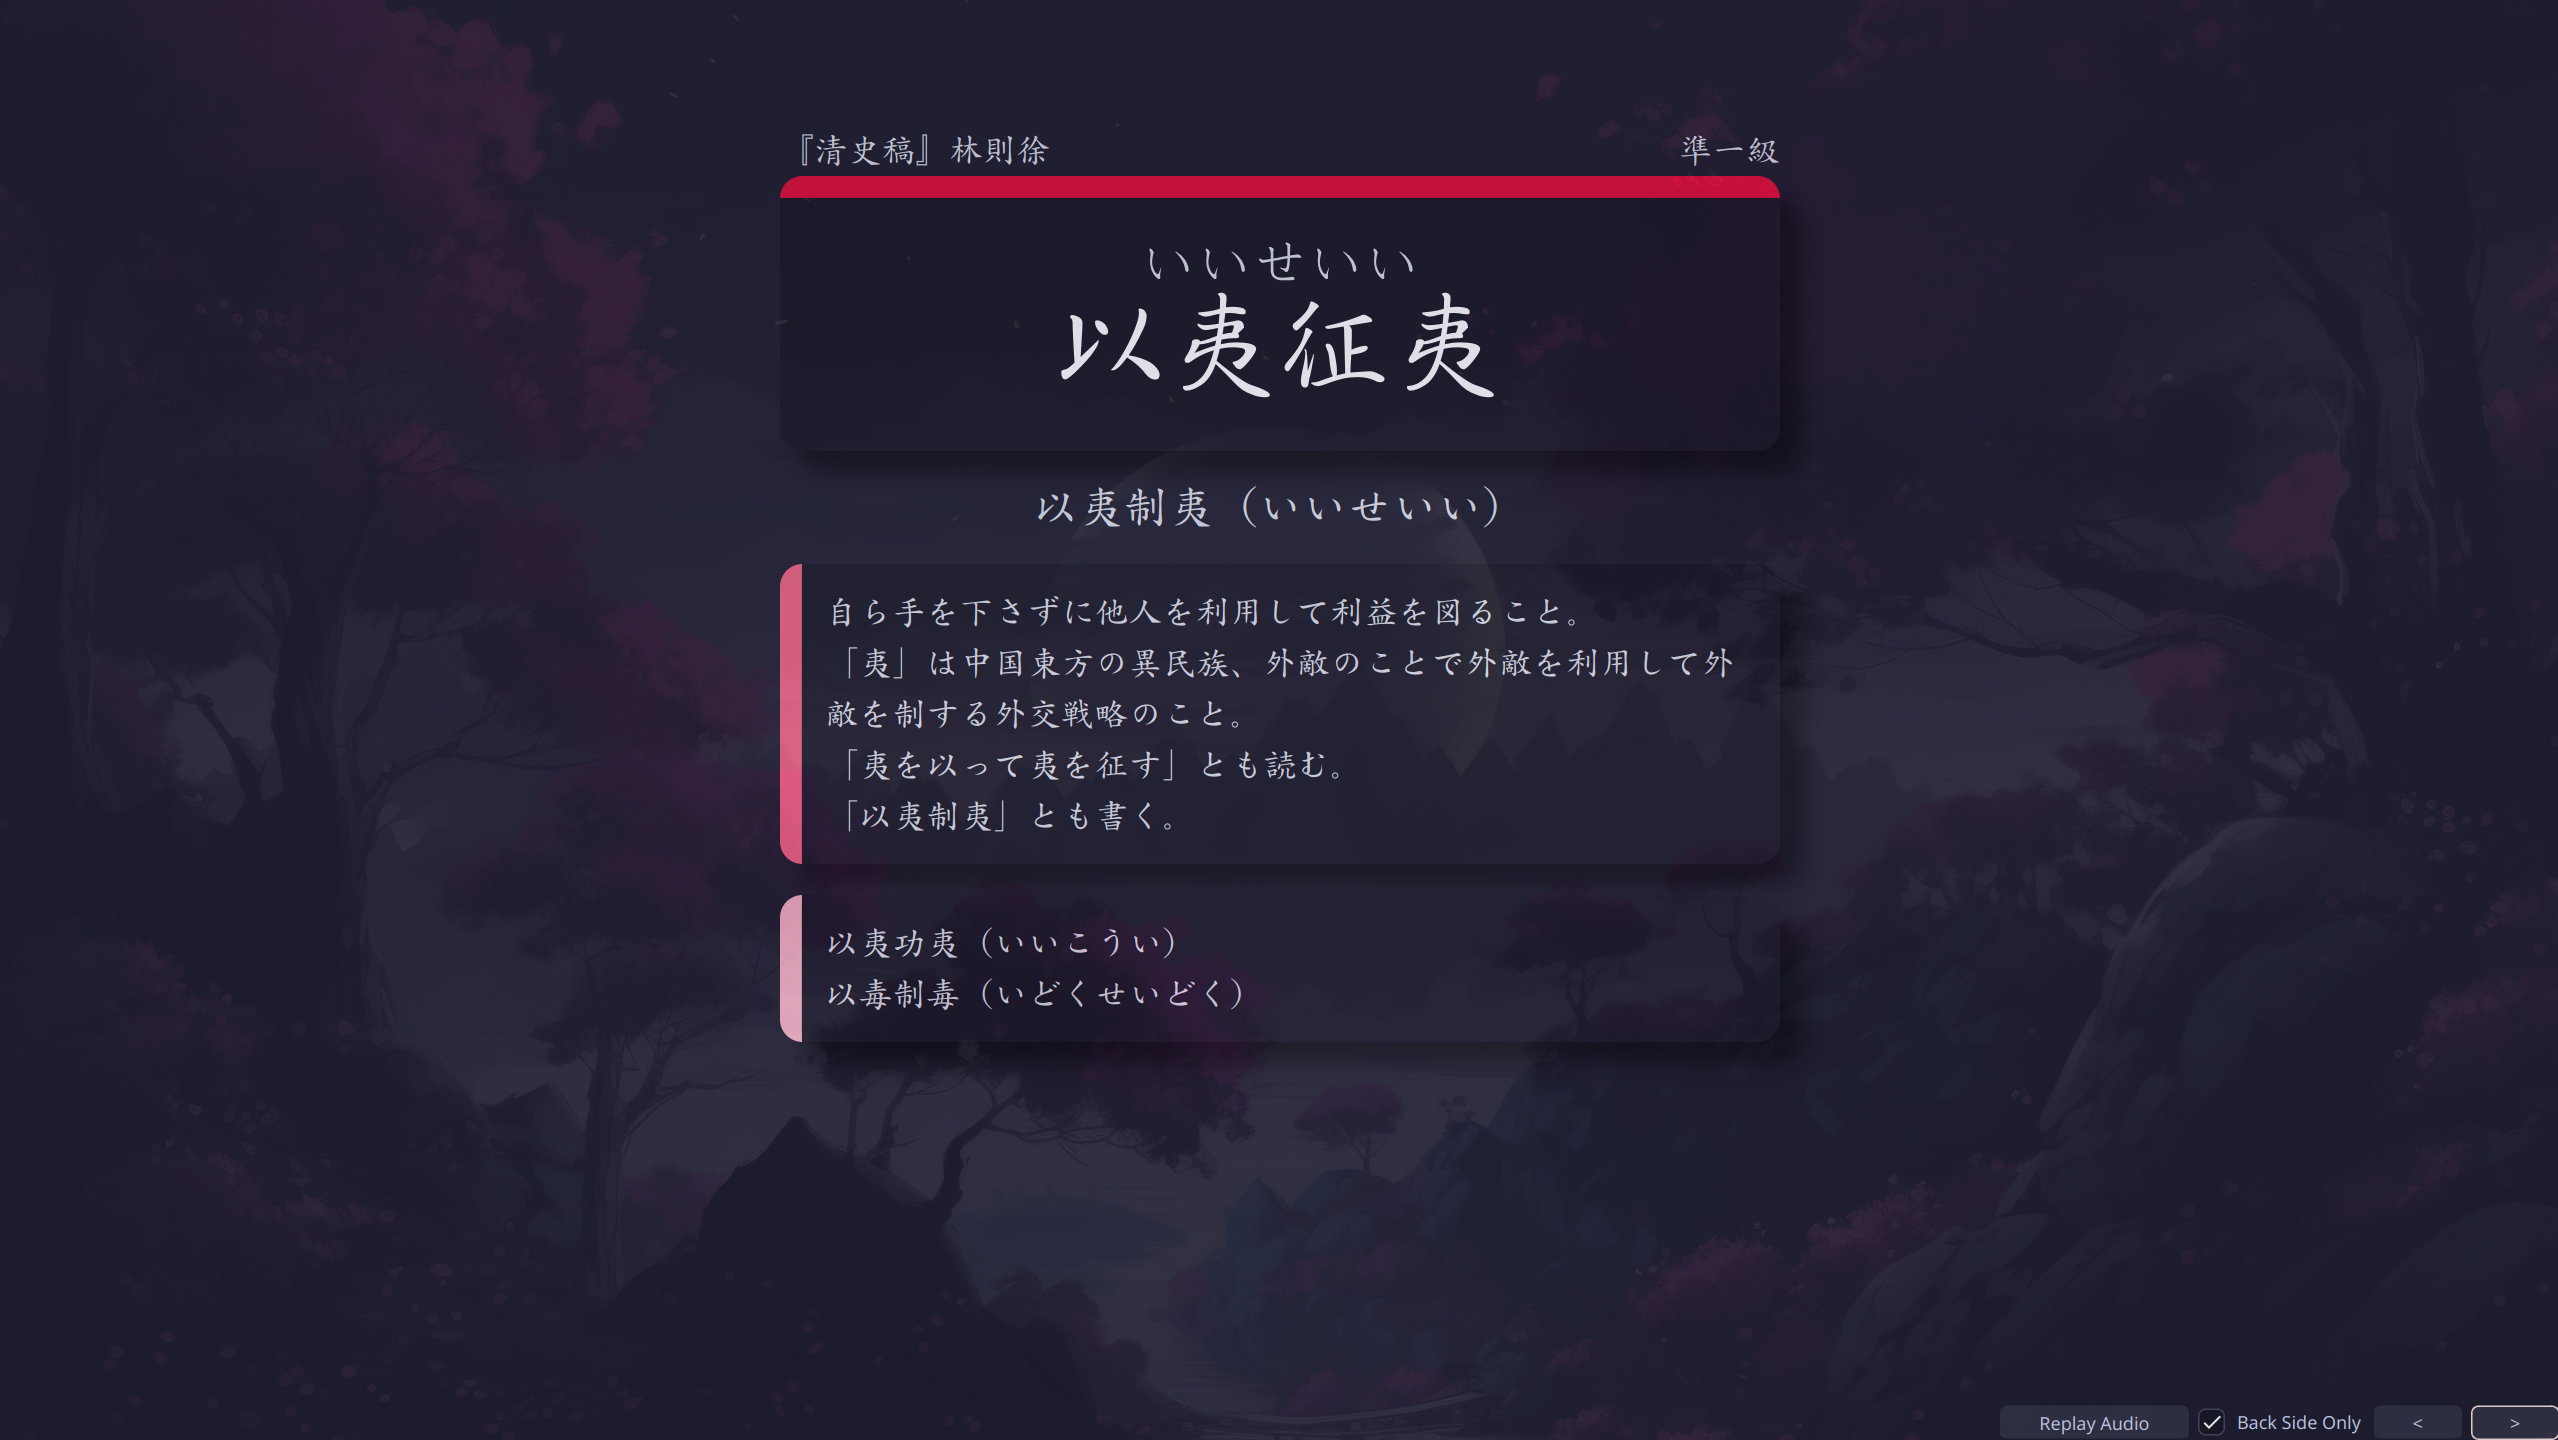 『清史稿』林則徐
準一級
いいせいい
以夷征夷
以夷制夷（いいせいい）
自ら手を下さずに他人を利用して利益を図ること。
「夷」は中国東方の異民族、外敵のことで外敵を利用して外
敵を制する外交戦略のこと。
「夷を以って夷を征す」とも読む。
「以夷制夷」とも書く。
以夷功夷（いいこうい）
以毒制毒（いどくせいどく）
Replay Audio
Back Side Only
<
>